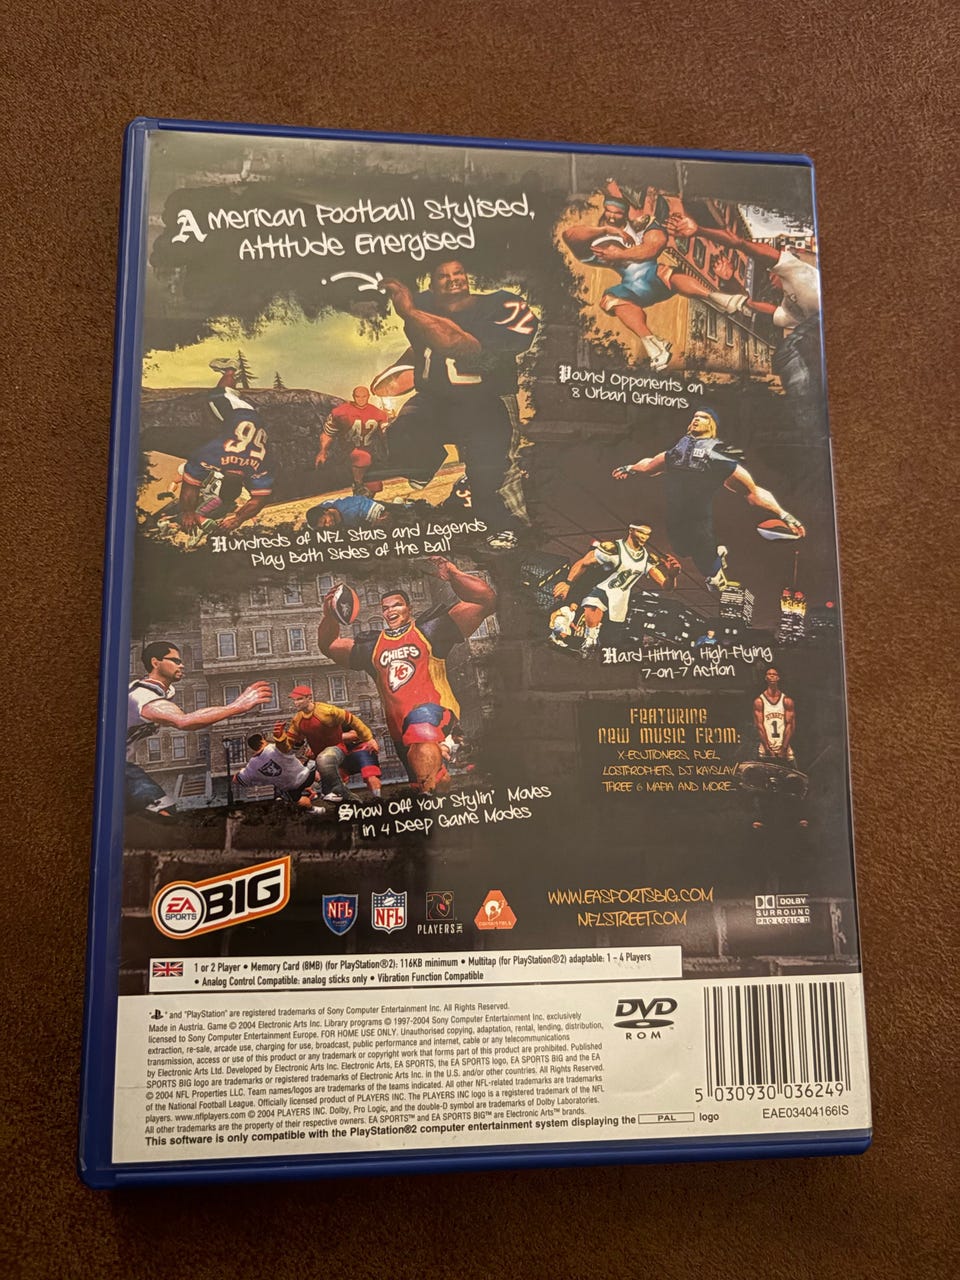 American Football Stylised,
Attitude Energised
Pound Opponents on
8 Urban Gridirons
Hundreds of NFL Stars and Legends
Play Both Sides of the Ball
56
TAYLOR
42
CHIEFS
Hard-Hitting, High-Flying
7-on-7 Action
FEATURING
NEW MUSIC FROM:
X-ECUTIONERS, FUEL,
LOSTPROPHETS, DJ KAYSLAY
THREE 6 MAFIA AND MORE...
STREET
1
Show Off Your Stylin' Moves
in 4 Deep Game Modes
EA SPORTS BIG
NFL
NFL
PLAYERS INC
WWW.EASPORTSBIG.COM
NFLSTREET.COM
DOLBY
SURROUND
PRO LOGIC II
1 or 2 Player • Memory Card (8MB) (for PlayStation®2): 116KB minimum • Multitap (for PlayStation®2) adaptable: 1 - 4 Players
• Analog Control Compatible: analog sticks only • Vibration Function Compatible
" " and "PlayStation" are registered trademarks of Sony Computer Entertainment Inc. All Rights Reserved.
Made in Austria. Game © 2004 Electronic Arts Inc. Library programs © 1997-2004 Sony Computer Entertainment Inc. exclusively
licensed to Sony Computer Entertainment Europe. FOR HOME USE ONLY. Unauthorised copying, adaptation, rental, lending, distribution,
extraction, re-sale, arcade use, charging for use, broadcast, public performance and internet, cable or any telecommunications
transmission, access or use of this product or any trademark or copyright work that forms part of this product are prohibited. Published
by Electronic Arts Ltd. Developed by Electronic Arts Inc. Electronic Arts, EA SPORTS, the EA SPORTS logo, EA SPORTS BIG and the EA
SPORTS BIG logo are trademarks or registered trademarks of Electronic Arts Inc. in the U.S. and/or other countries. All Rights Reserved.
© 2004 NFL Properties LLC. Team names/logos are trademarks of the teams indicated. All other NFL-related trademarks are trademarks
of the National Football League. Officially licensed product of PLAYERS INC. The PLAYERS INC logo is a registered trademark of the NFL
players. www.nflplayers.com © 2004 PLAYERS INC. Dolby, Pro Logic, and the double-D symbol are trademarks of Dolby Laboratories.
All other trademarks are the property of their respective owners. EA SPORTS™ and EA SPORTS BIG™ are Electronic Arts™ brands.
This software is only compatible with the PlayStation®2 computer entertainment system displaying the PAL logo
DVD
ROM
5 030930 036249
EAE03404166IS